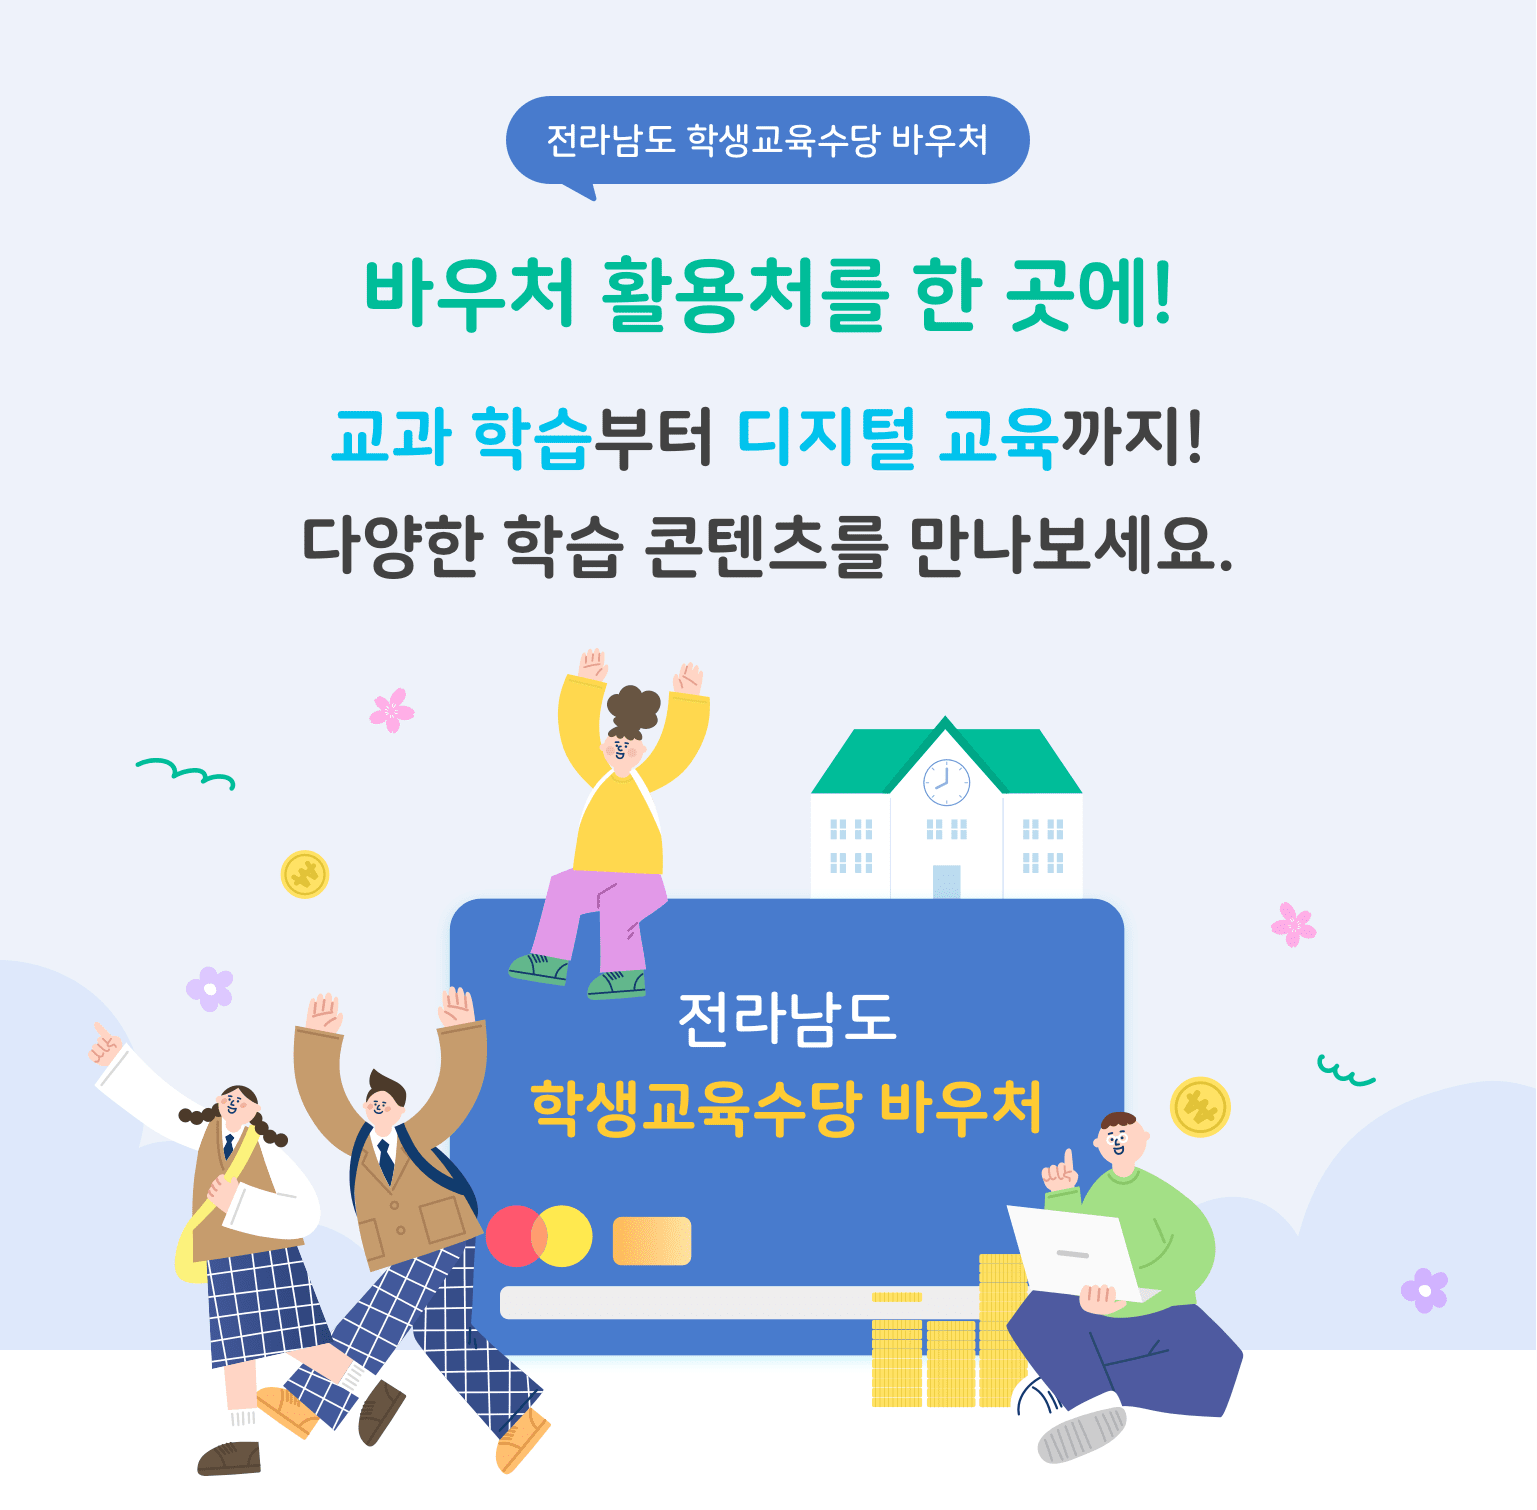 전라남도 학생교육수당 바우처
바우처 활용처를 한 곳에!
교과 학습부터 디지털 교육까지!
다양한 학습 콘텐츠를 만나보세요.
전라남도
학생교육수당 바우처